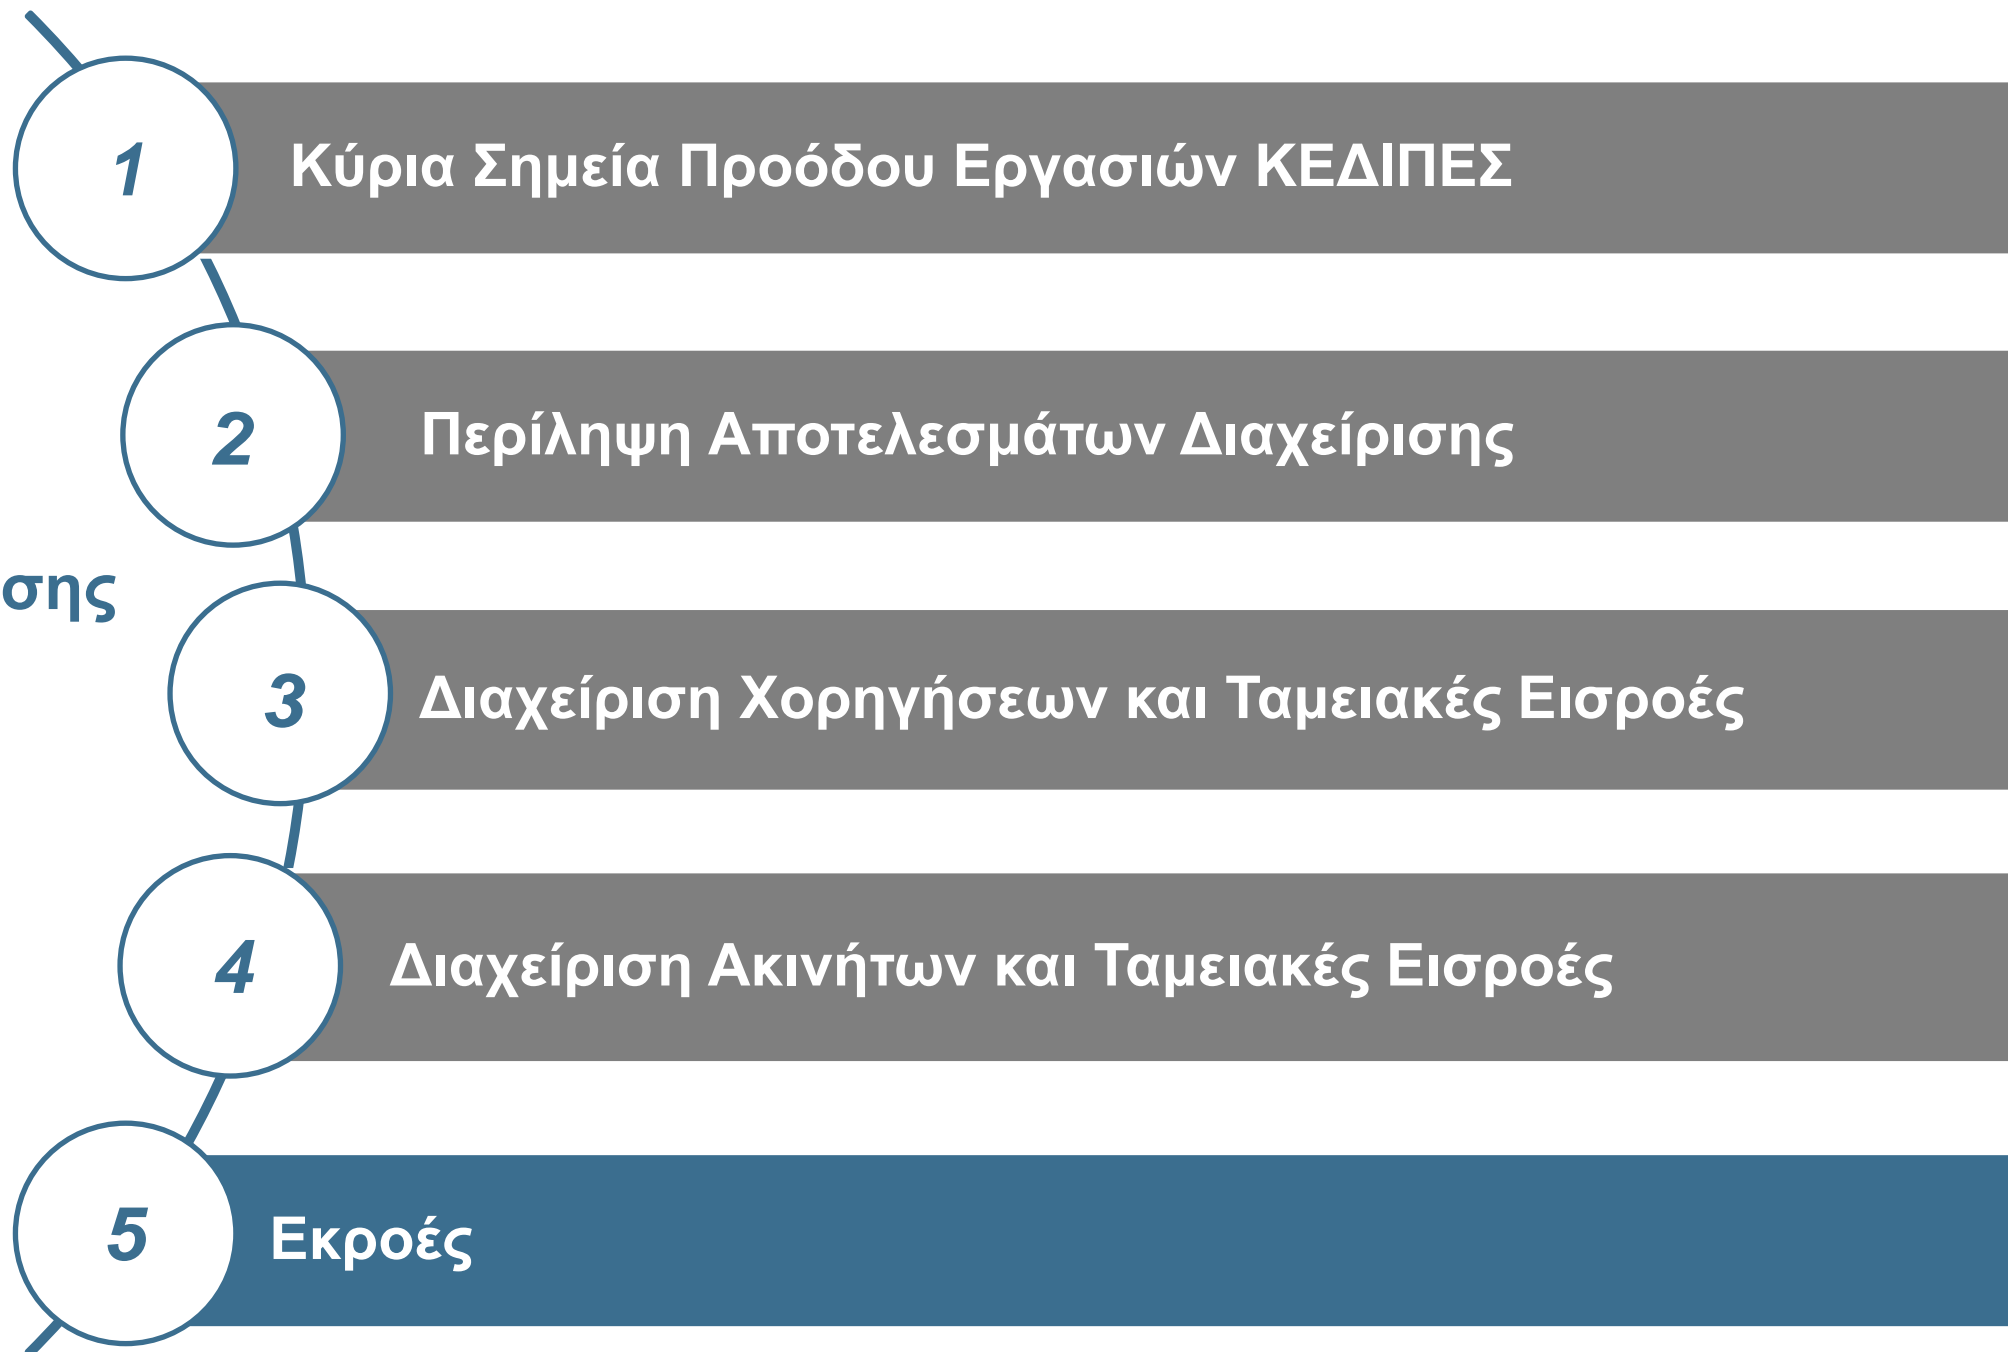 1
Κύρια Σημεία Προόδου Εργασιών ΚΕΔΙΠΕΣ
2
Περίληψη Αποτελεσμάτων Διαχείρισης
σης
3
Διαχείριση Χορηγήσεων και Ταμειακές Εισροές
4
Διαχείριση Ακινήτων και Ταμειακές Εισροές
5
Εκροές